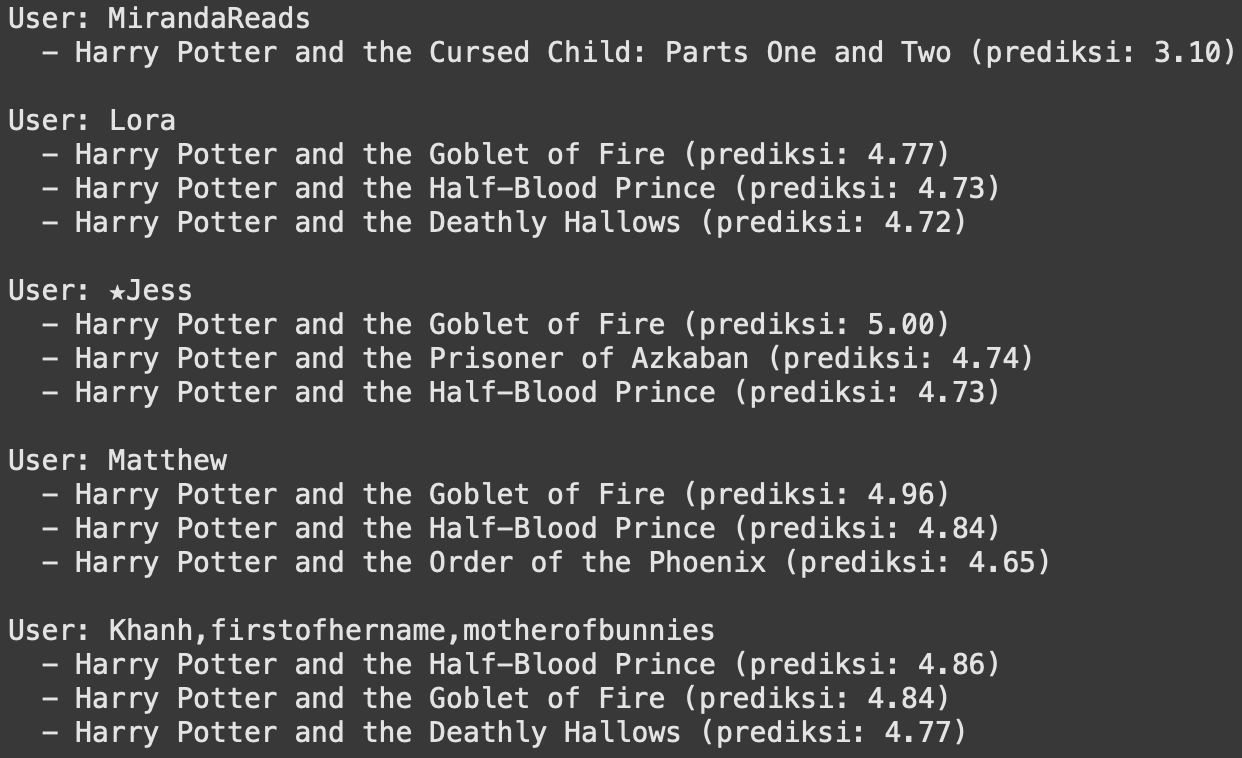 User: MirandaReads
- Harry Potter and the Cursed Child: Parts One and Two (prediksi: 3.10)
User: Lora
- Harry Potter and the Goblet of Fire (prediksi: 4.77)
- Harry Potter and the Half-Blood Prince (prediksi: 4.73)
- Harry Potter and the Deathly Hallows (prediksi: 4.72)
User: ★Jess
- Harry Potter and the Goblet of Fire (prediksi: 5.00)
- Harry Potter and the Prisoner of Azkaban (prediksi: 4.74)
- Harry Potter and the Half-Blood Prince (prediksi: 4.73)
User: Matthew
- Harry Potter and the Goblet of Fire (prediksi: 4.96)
- Harry Potter and the Half-Blood Prince (prediksi: 4.84)
- Harry Potter and the Order of the Phoenix (prediksi: 4.65)
User: Khanh,firstofhername,motherofbunnies
- Harry Potter and the Half-Blood Prince (prediksi: 4.86)
- Harry Potter and the Goblet of Fire (prediksi: 4.84)
- Harry Potter and the Deathly Hallows (prediksi: 4.77)